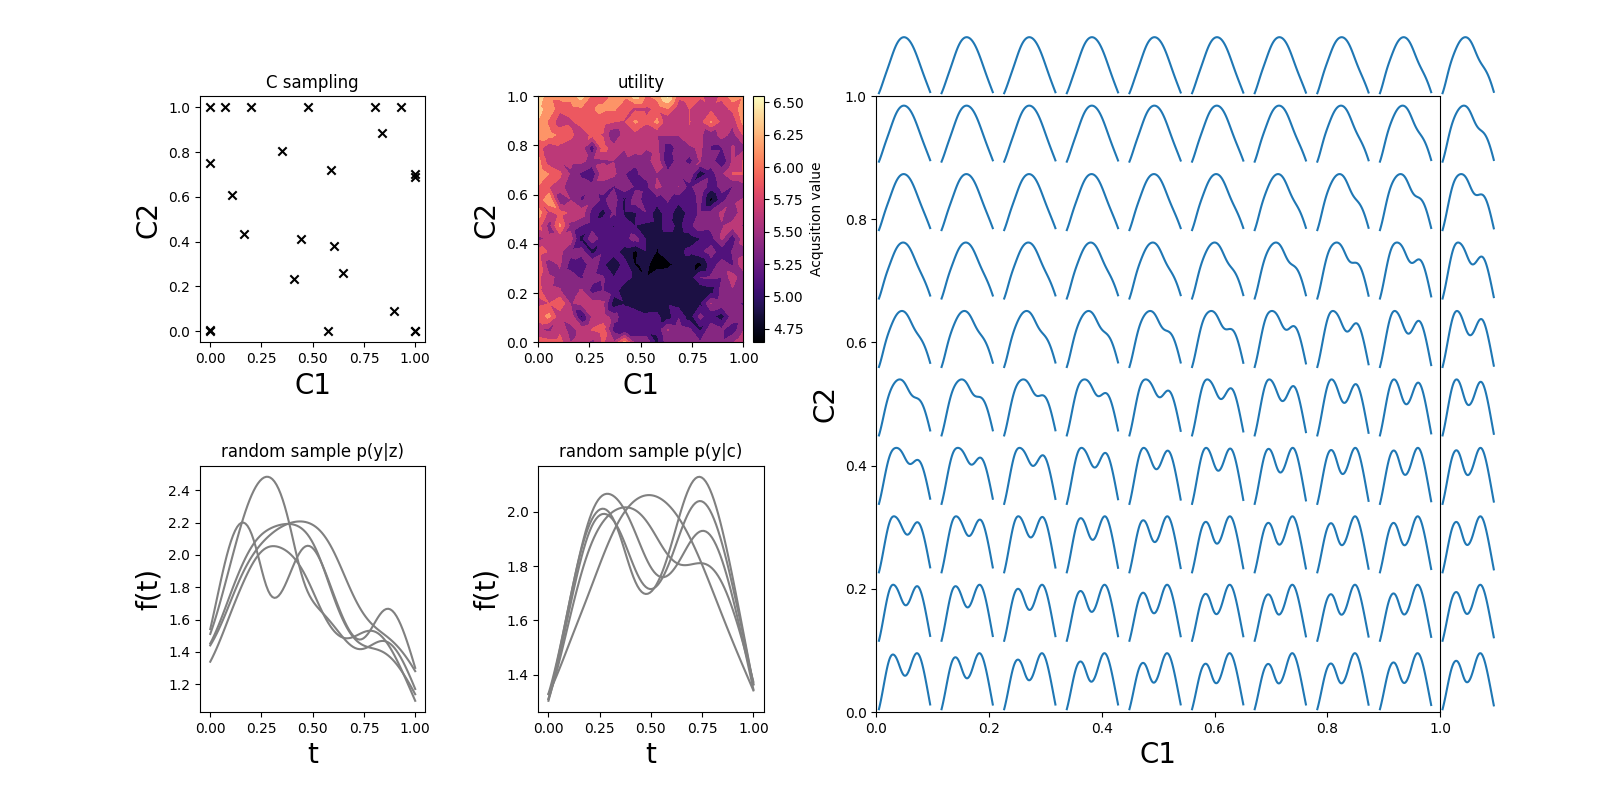 C sampling
C2
1.0
0.8
0.6
0.4
0.2
0.0
0.00 0.25 0.50 0.75 1.00
C1
utility
C2
1.0
0.8
0.6
0.4
0.2
0.0
0.00 0.25 0.50 0.75 1.00
C1
6.50
6.25
6.00
5.75
5.50
5.25
5.00
4.75
Acqusition value
random sample p(y|z)
f(t)
2.4
2.2
2.0
1.8
1.6
1.4
1.2
0.00 0.25 0.50 0.75 1.00
t
random sample p(y|c)
f(t)
2.0
1.8
1.6
1.4
0.00 0.25 0.50 0.75 1.00
t
C2
1.0
0.8
0.6
0.4
0.2
0.0
0.0 0.2 0.4 0.6 0.8 1.0
C1